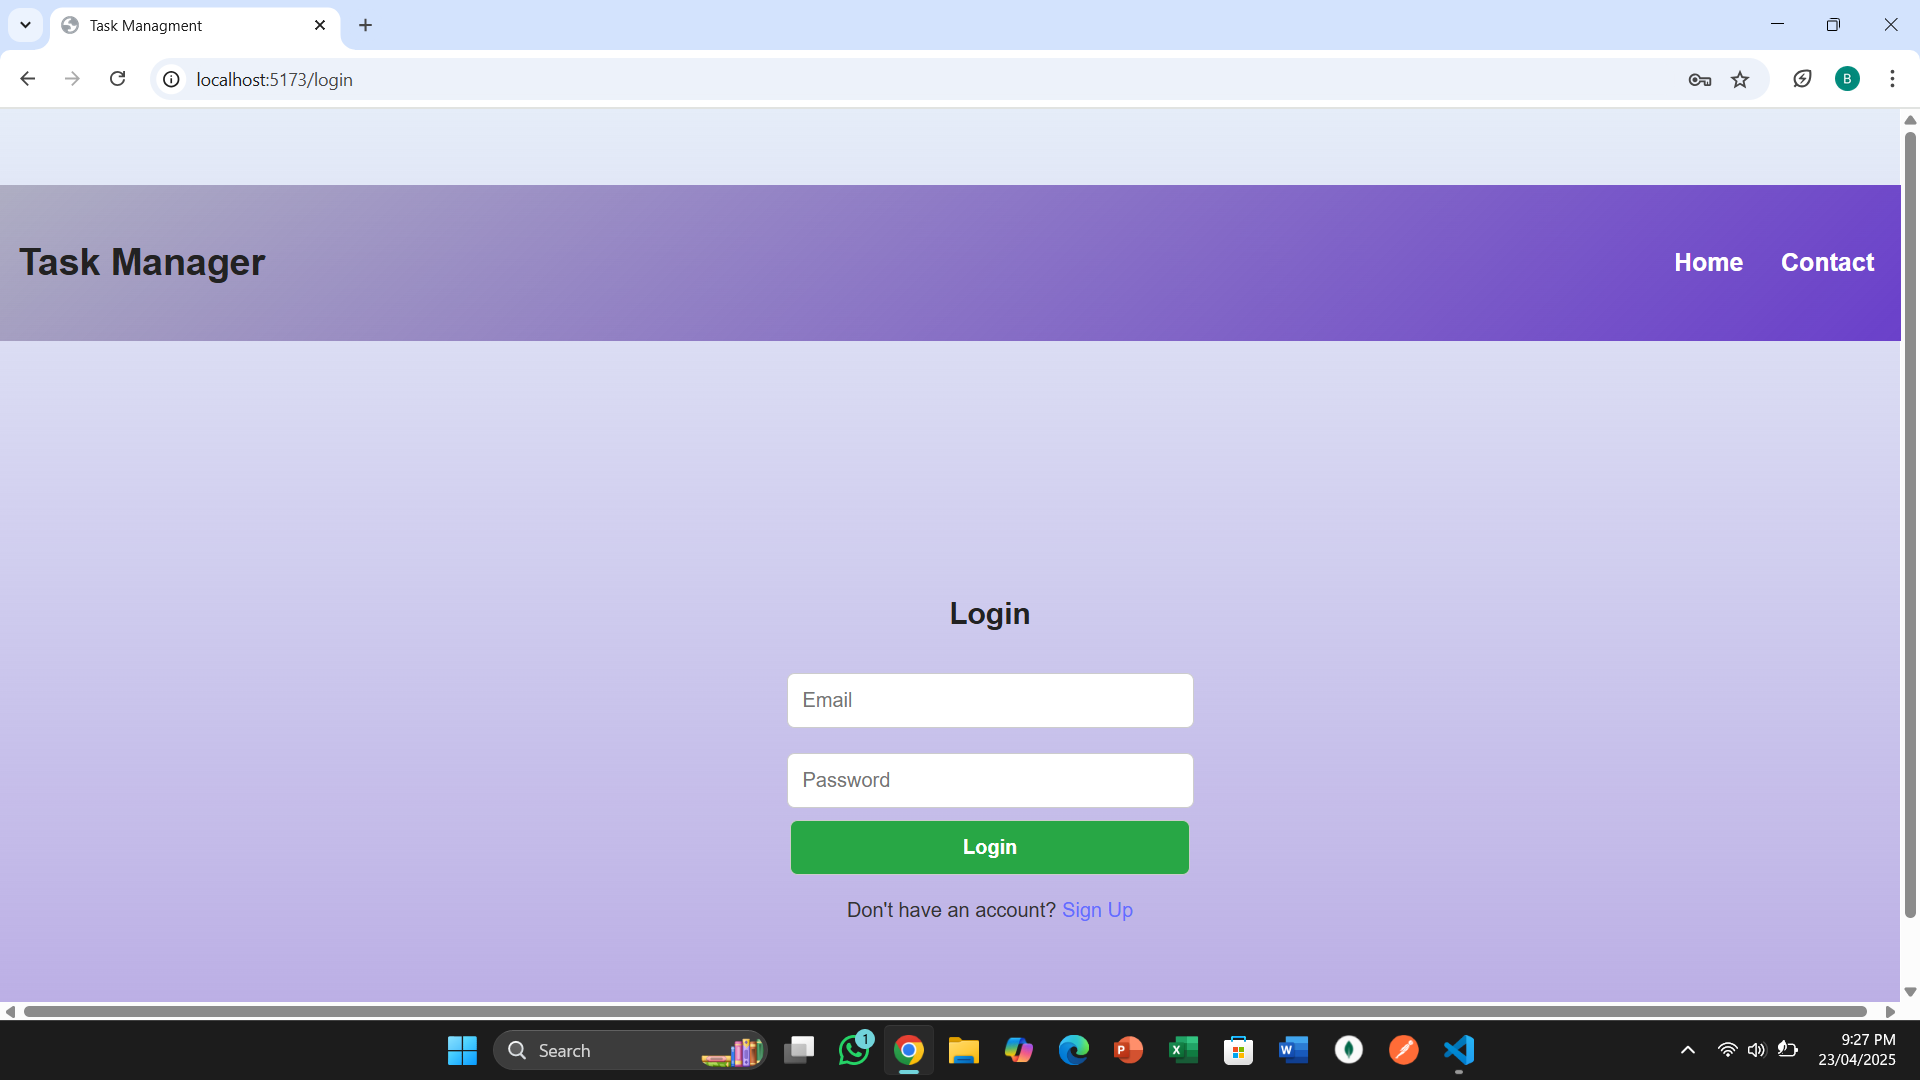 Task Managment
localhost:5173/login
B
Task Manager
Home Contact
Login
Email
Password
Login
Don't have an account? Sign Up
Search
1
P
X
W
9:27 PM
23/04/2025